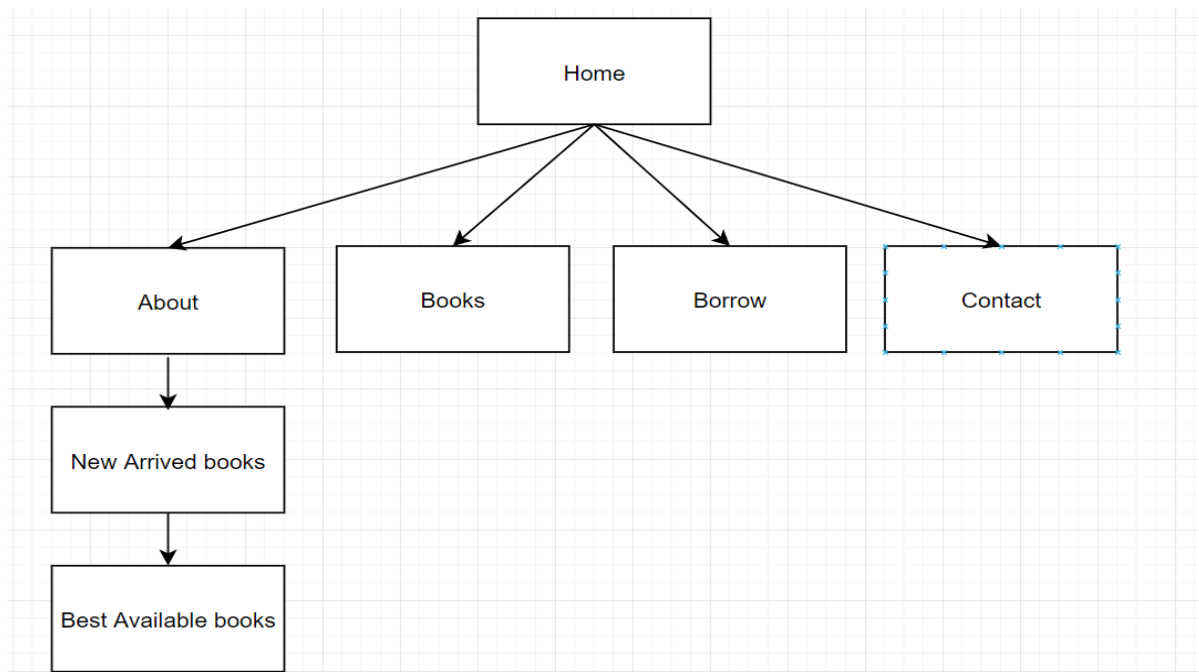 Home
About
Books
Borrow
Contact
New Arrived books
Best Available books